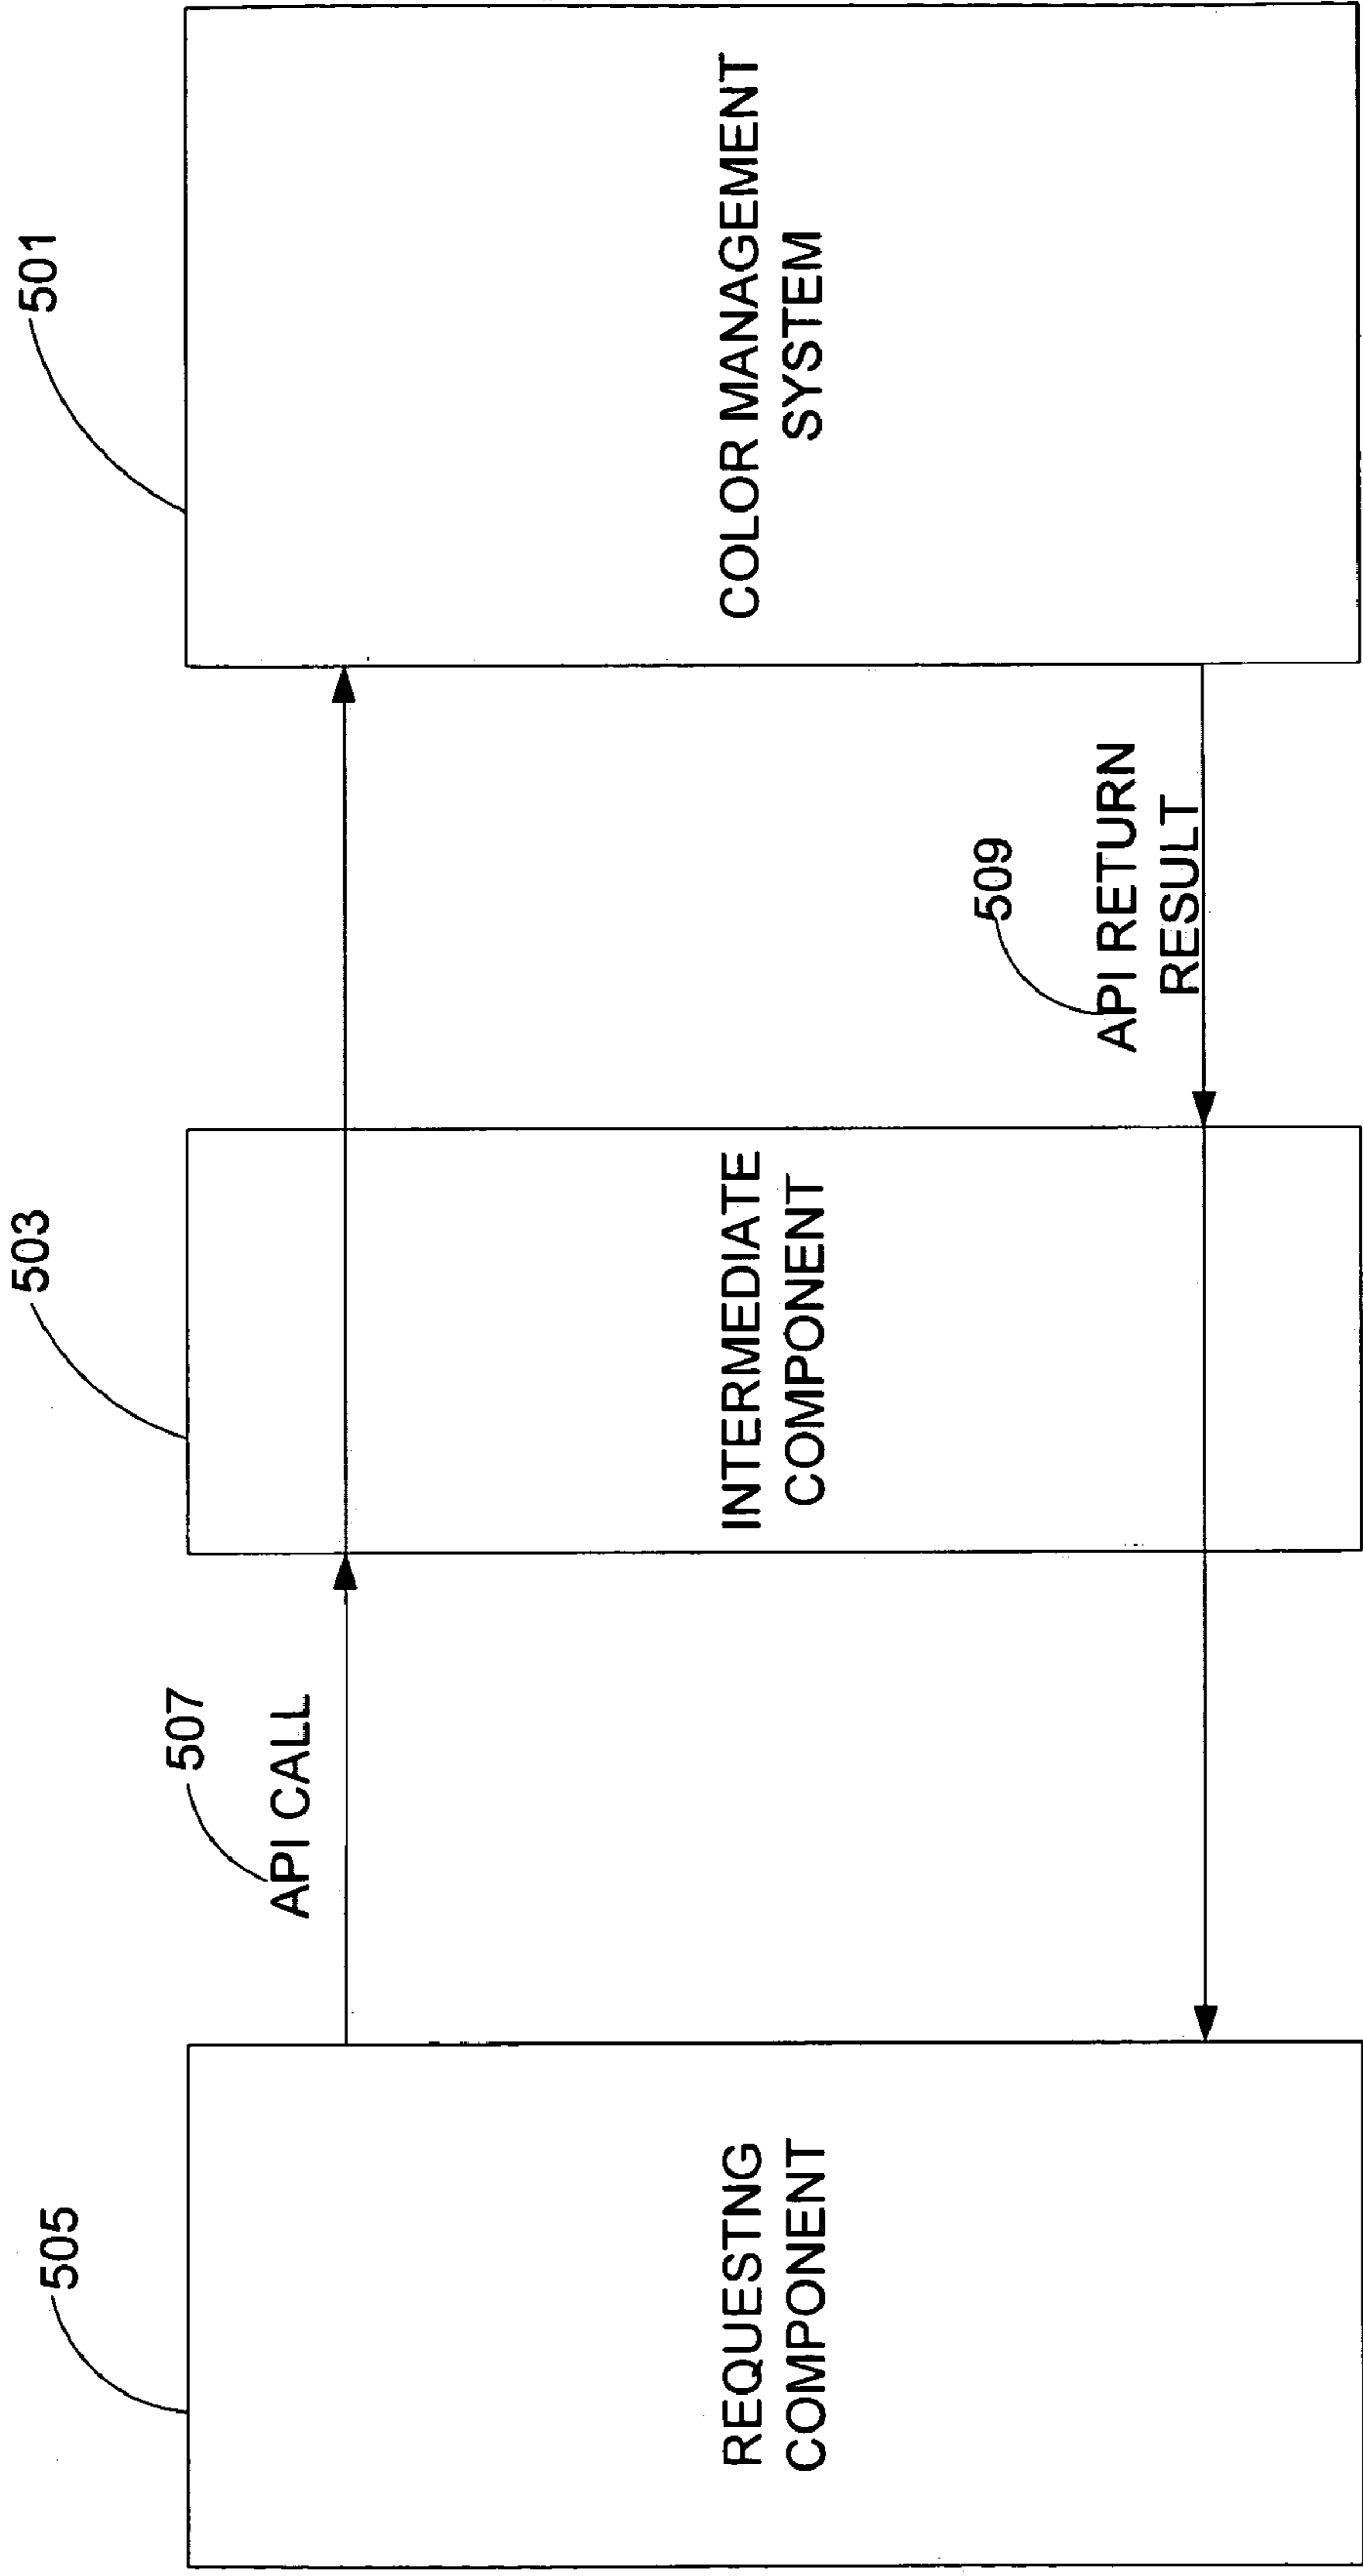 505
503
501
507
API CALL
REQUESTNG
COMPONENT
INTERMEDIATE
COMPONENT
COLOR MANAGEMENT
SYSTEM
509
API RETURN
RESULT